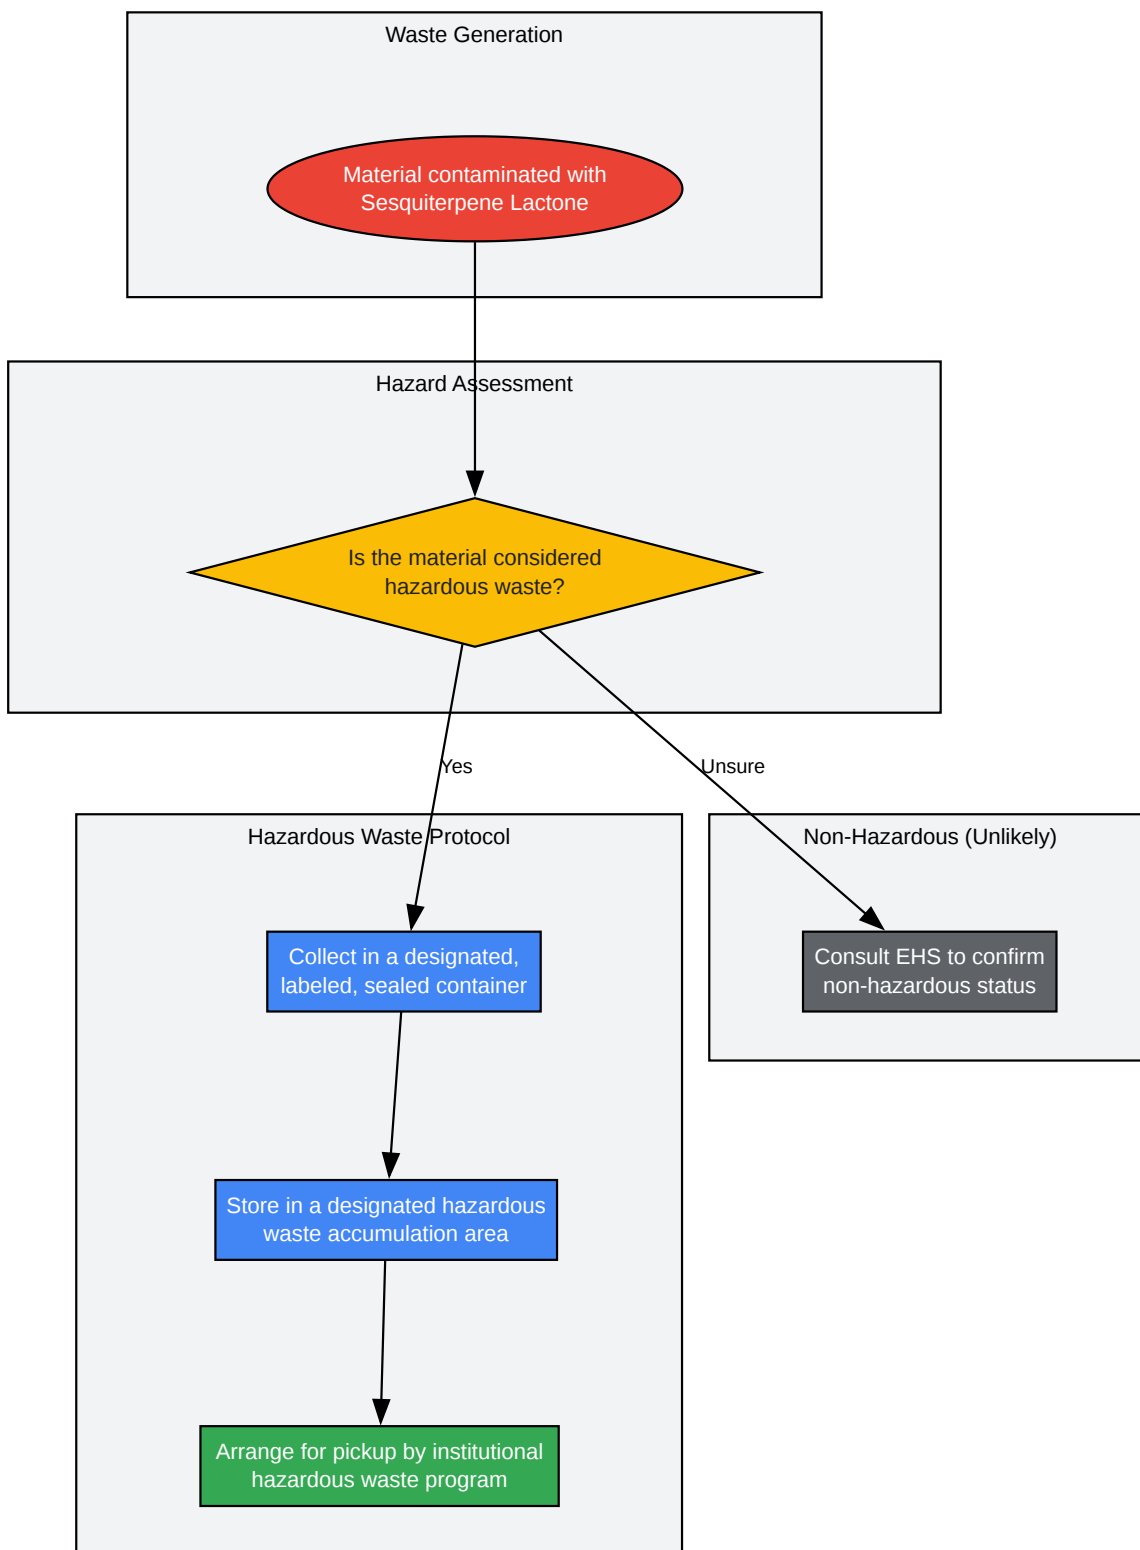 Waste Generation
Material contaminated with
Sesquiterpene Lactone
Hazard Assessment
Is the material considered
hazardous waste?
Yes
Unsure
Hazardous Waste Protocol
Non-Hazardous (Unlikely)
Collect in a designated,
labeled, sealed container
Consult EHS to confirm
non-hazardous status
Store in a designated hazardous
waste accumulation area
Arrange for pickup by institutional
hazardous waste program